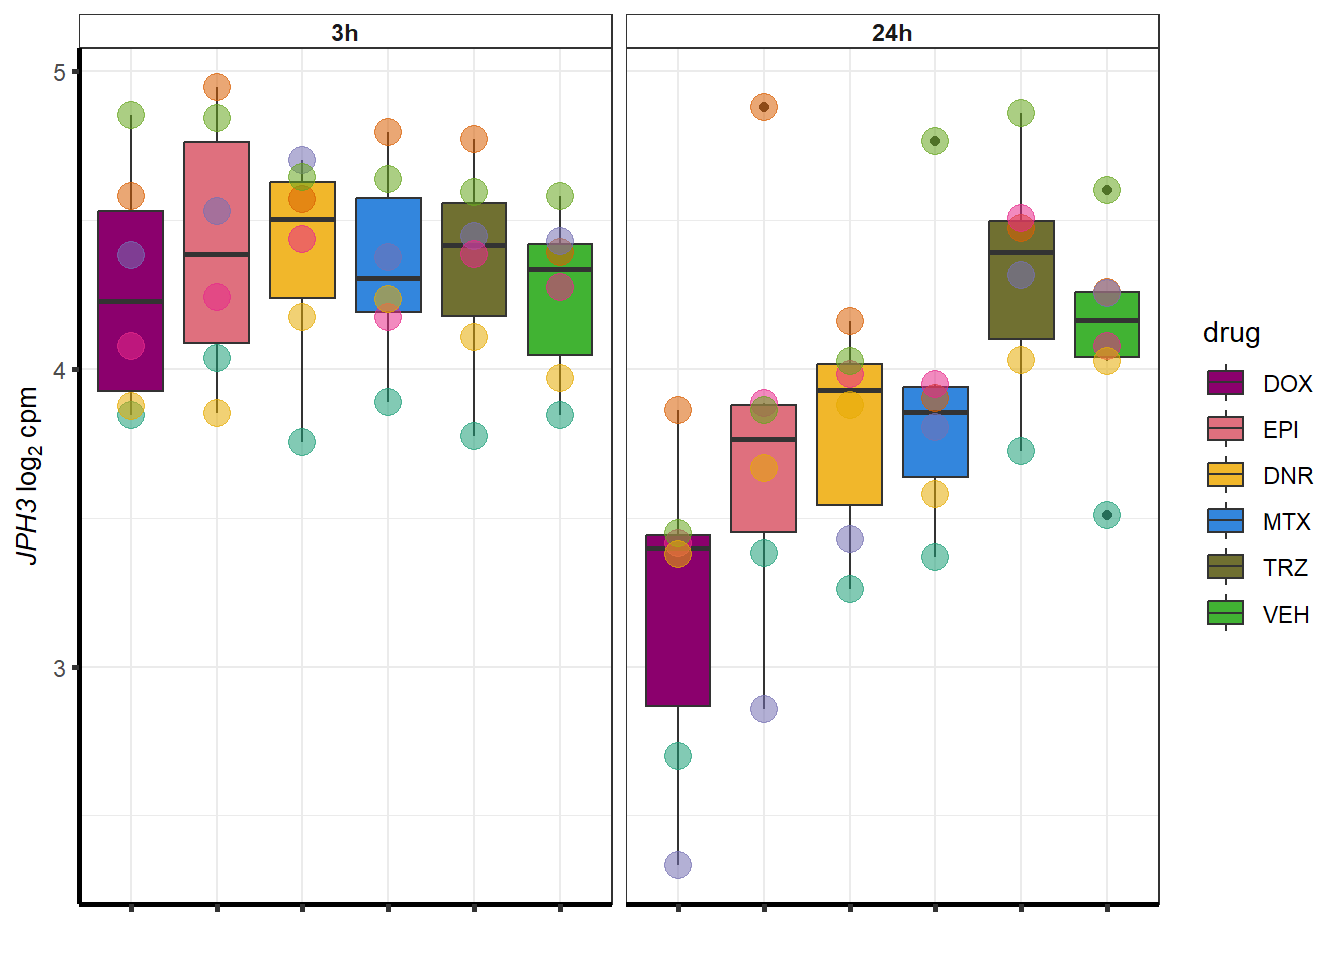 3h
24h
5
4
3
JPH3 log₂ cpm
drug
DOX
EPI
DNR
MTX
TRZ
VEH